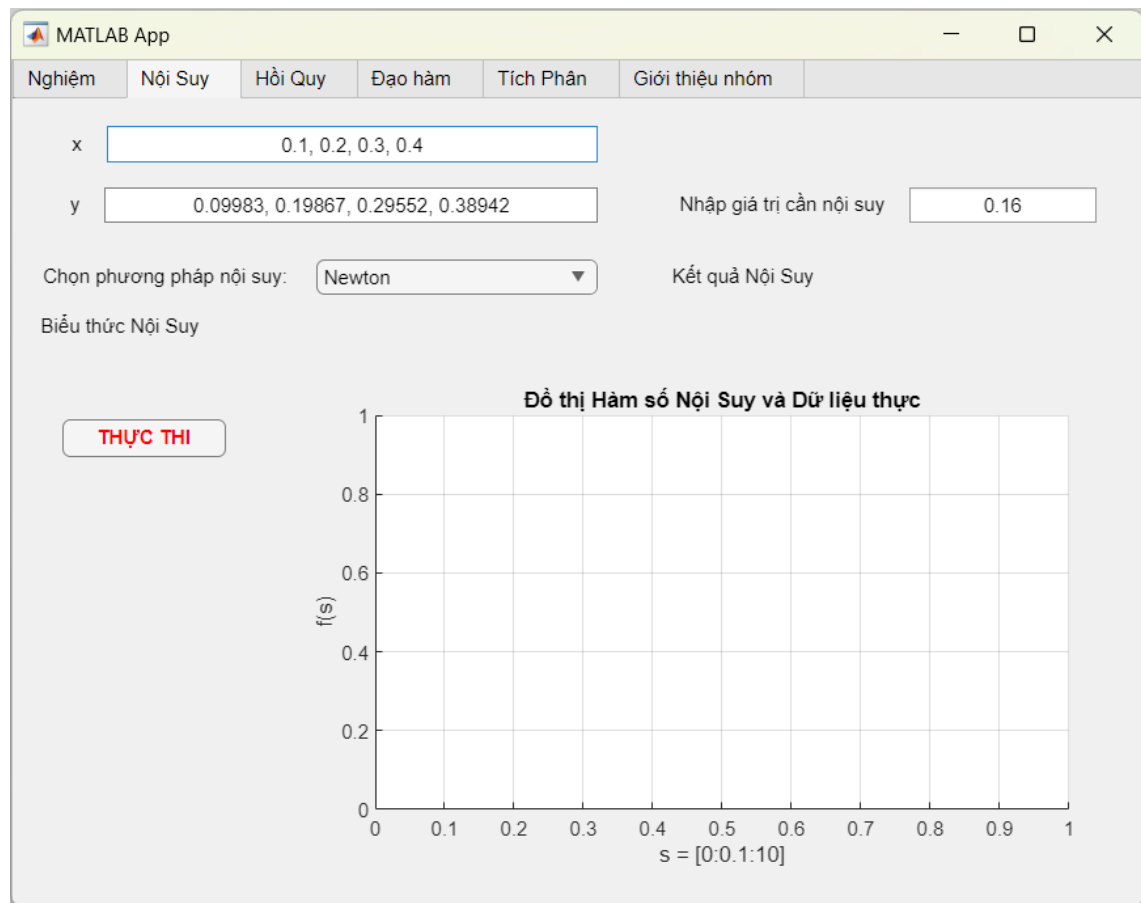 MATLAB App
Nghiệm Nội Suy Hồi Quy Đạo hàm Tích Phân Giới thiệu nhóm
x 0.1, 0.2, 0.3, 0.4
y 0.09983, 0.19867, 0.29552, 0.38942 Nhập giá trị cần nội suy 0.16
Chọn phương pháp nội suy: Newton Kết quả Nội Suy
Biểu thức Nội Suy
Đồ thị Hàm số Nội Suy và Dữ liệu thực
THỰC THI
1
0.8
0.6
f(s)
0.4
0.2
0
0 0.1 0.2 0.3 0.4 0.5 0.6 0.7 0.8 0.9 1
s = [0:0.1:10]